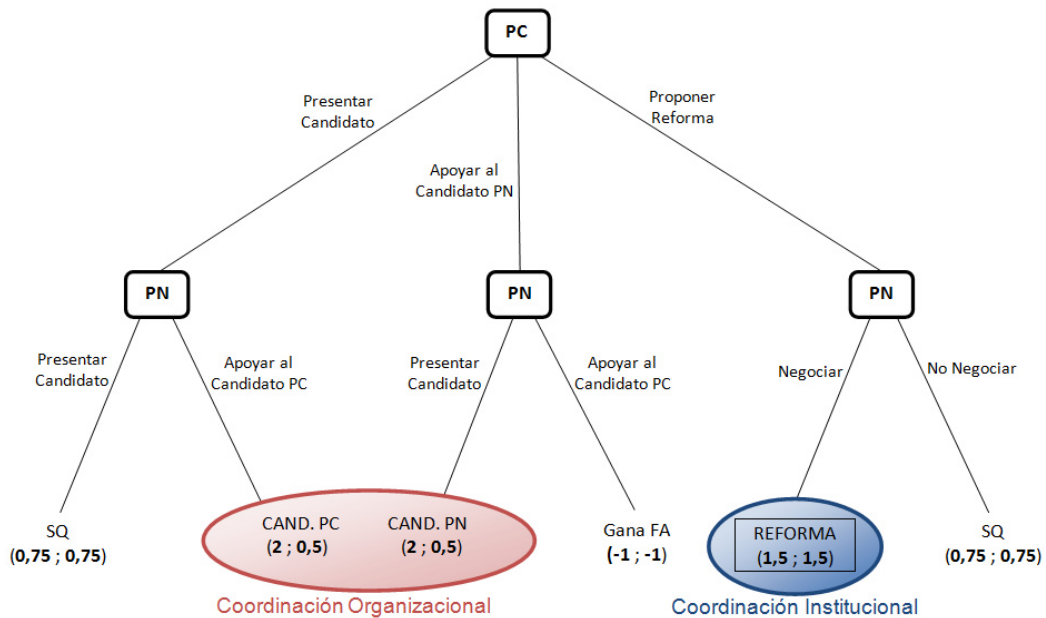 PC
Presentar
Candidato
Apoyar al
Candidato PN
Proponer
Reforma
PN
PN
PN
Presentar
Candidato
Apoyar al
Candidato PC
Presentar
Candidato
Apoyar al
Candidato PC
Negociar
No Negociar
SQ
(0,75 ; 0,75)
CAND. PC
(2 ; 0,5)
CAND. PN
(2 ; 0,5)
Gana FA
(-1 ; -1)
REFORMA
(1,5 ; 1,5)
SQ
(0,75 ; 0,75)
Coordinación Organizacional
Coordinación Institucional